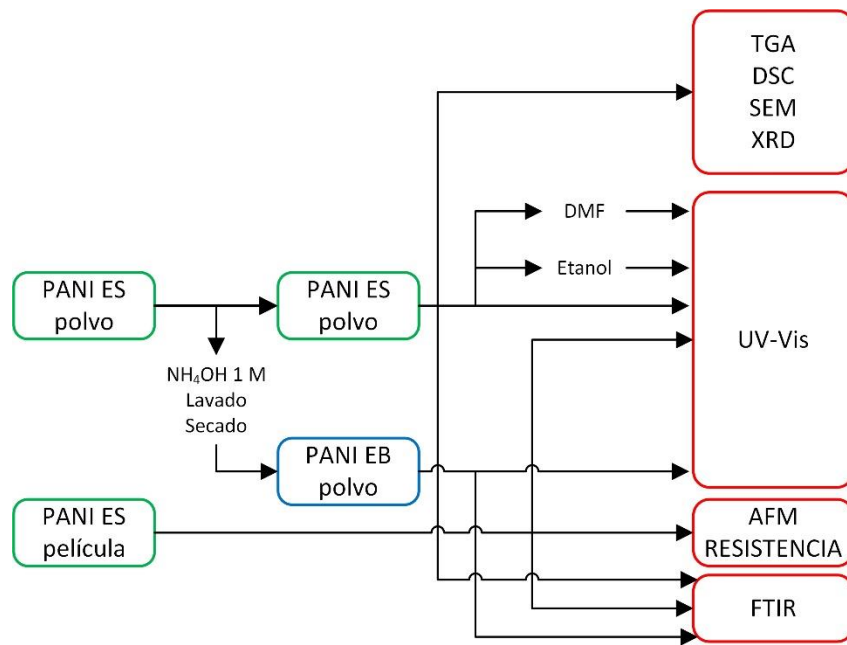 TGA
DSC
SEM
XRD
DMF
Etanol
PANI ES
polvo
PANI ES
polvo
UV-Vis
NH₄OH 1 M
Lavado
Secado
PANI EB
polvo
PANI ES
película
AFM
RESISTENCIA
FTIR